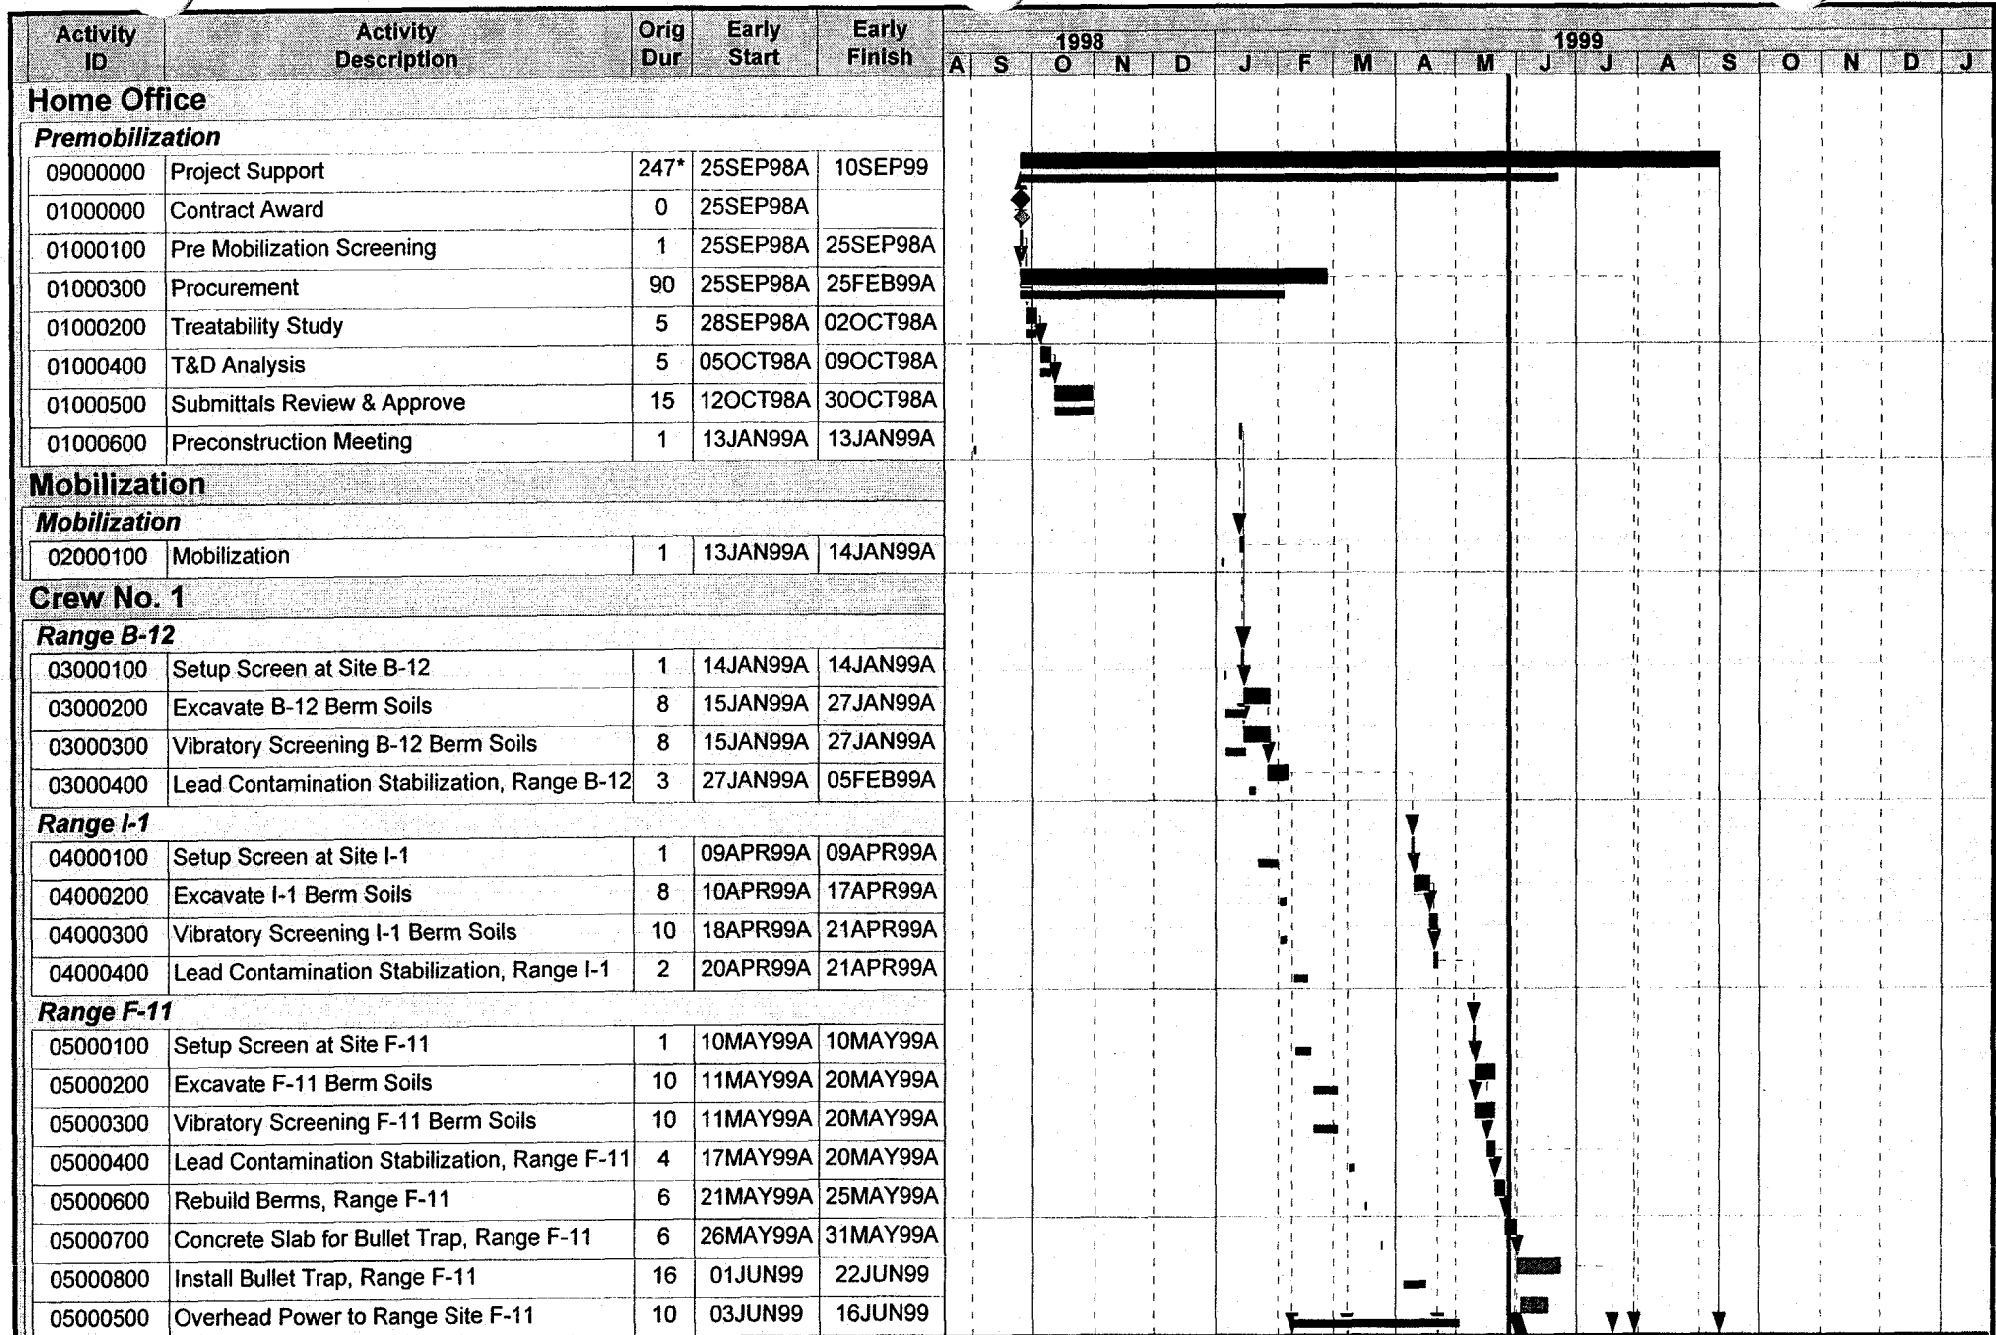 Activity ID Activity Description Orig Dur Early Start Early Finish 1998 1999
A S O N D J F M A M J J A S O N D J
Home Office
Premobilization
09000000 Project Support 247* 25SEP98A 10SEP99
01000000 Contract Award 0 25SEP98A
01000100 Pre Mobilization Screening 1 25SEP98A 25SEP98A
01000300 Procurement 90 25SEP98A 25FEB99A
01000200 Treatability Study 5 28SEP98A 02OCT98A
01000400 T&D Analysis 5 05OCT98A 09OCT98A
01000500 Submittals Review & Approve 15 12OCT98A 30OCT98A
01000600 Preconstruction Meeting 1 13JAN99A 13JAN99A
Mobilization
Mobilization
02000100 Mobilization 1 13JAN99A 14JAN99A
Crew No. 1
Range B-12
03000100 Setup Screen at Site B-12 1 14JAN99A 14JAN99A
03000200 Excavate B-12 Berm Soils 8 15JAN99A 27JAN99A
03000300 Vibratory Screening B-12 Berm Soils 8 15JAN99A 27JAN99A
03000400 Lead Contamination Stabilization, Range B-12 3 27JAN99A 05FEB99A
Range I-1
04000100 Setup Screen at Site I-1 1 09APR99A 09APR99A
04000200 Excavate I-1 Berm Soils 8 10APR99A 17APR99A
04000300 Vibratory Screening I-1 Berm Soils 10 18APR99A 21APR99A
04000400 Lead Contamination Stabilization, Range I-1 2 20APR99A 21APR99A
Range F-11
05000100 Setup Screen at Site F-11 1 10MAY99A 10MAY99A
05000200 Excavate F-11 Berm Soils 10 11MAY99A 20MAY99A
05000300 Vibratory Screening F-11 Berm Soils 10 11MAY99A 20MAY99A
05000400 Lead Contamination Stabilization, Range F-11 4 17MAY99A 20MAY99A
05000600 Rebuild Berms, Range F-11 6 21MAY99A 25MAY99A
05000700 Concrete Slab for Bullet Trap, Range F-11 6 26MAY99A 31MAY99A
05000800 Install Bullet Trap, Range F-11 16 01JUN99 22JUN99
05000500 Overhead Power to Range Site F-11 10 03JUN99 16JUN99